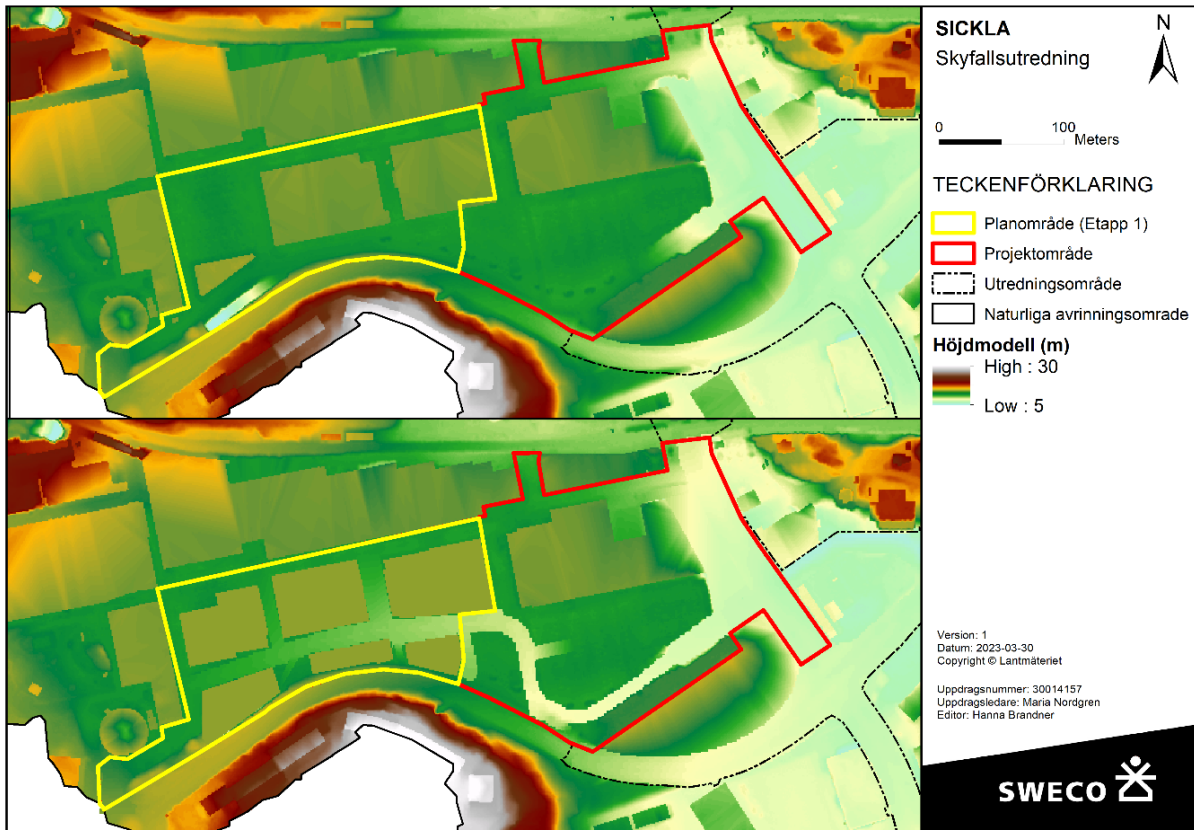 SICKLA
Skyfallsutredning
N
0 100
Meters
TECKENFÖRKLARING
Planområde (Etapp 1)
Projektområde
Utredningsområde
Naturliga avrinningsomrade
Höjdmodell (m)
High : 30
Low : 5
Version: 1
Datum: 2023-03-30
Copyright © Lantmäteriet
Uppdragsnummer: 30014157
Uppdragsledare: Maria Nordgren
Editor: Hanna Brandner
SWECO